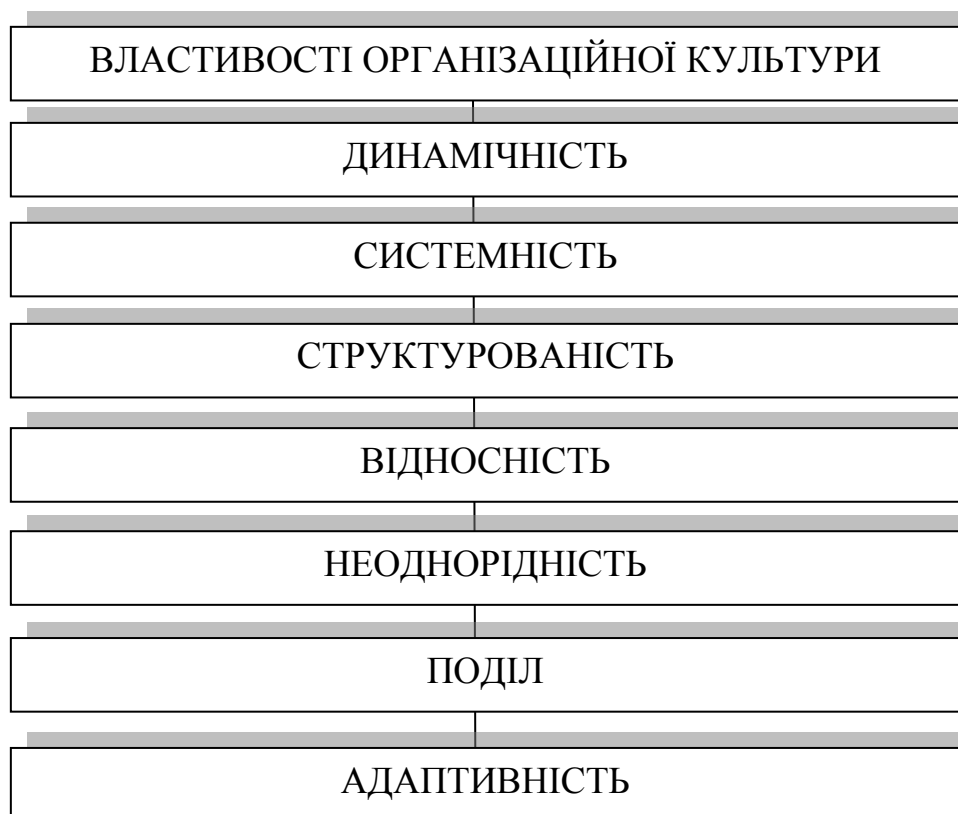 ВЛАСТИВОСТІ ОРГАНІЗАЦІЙНОЇ КУЛЬТУРИ
ДИНАМІЧНІСТЬ
СИСТЕМНІСТЬ
СТРУКТУРОВАНІСТЬ
ВІДНОСНІСТЬ
НЕОДНОРІДНІСТЬ
ПОДІЛ
АДАПТИВНІСТЬ